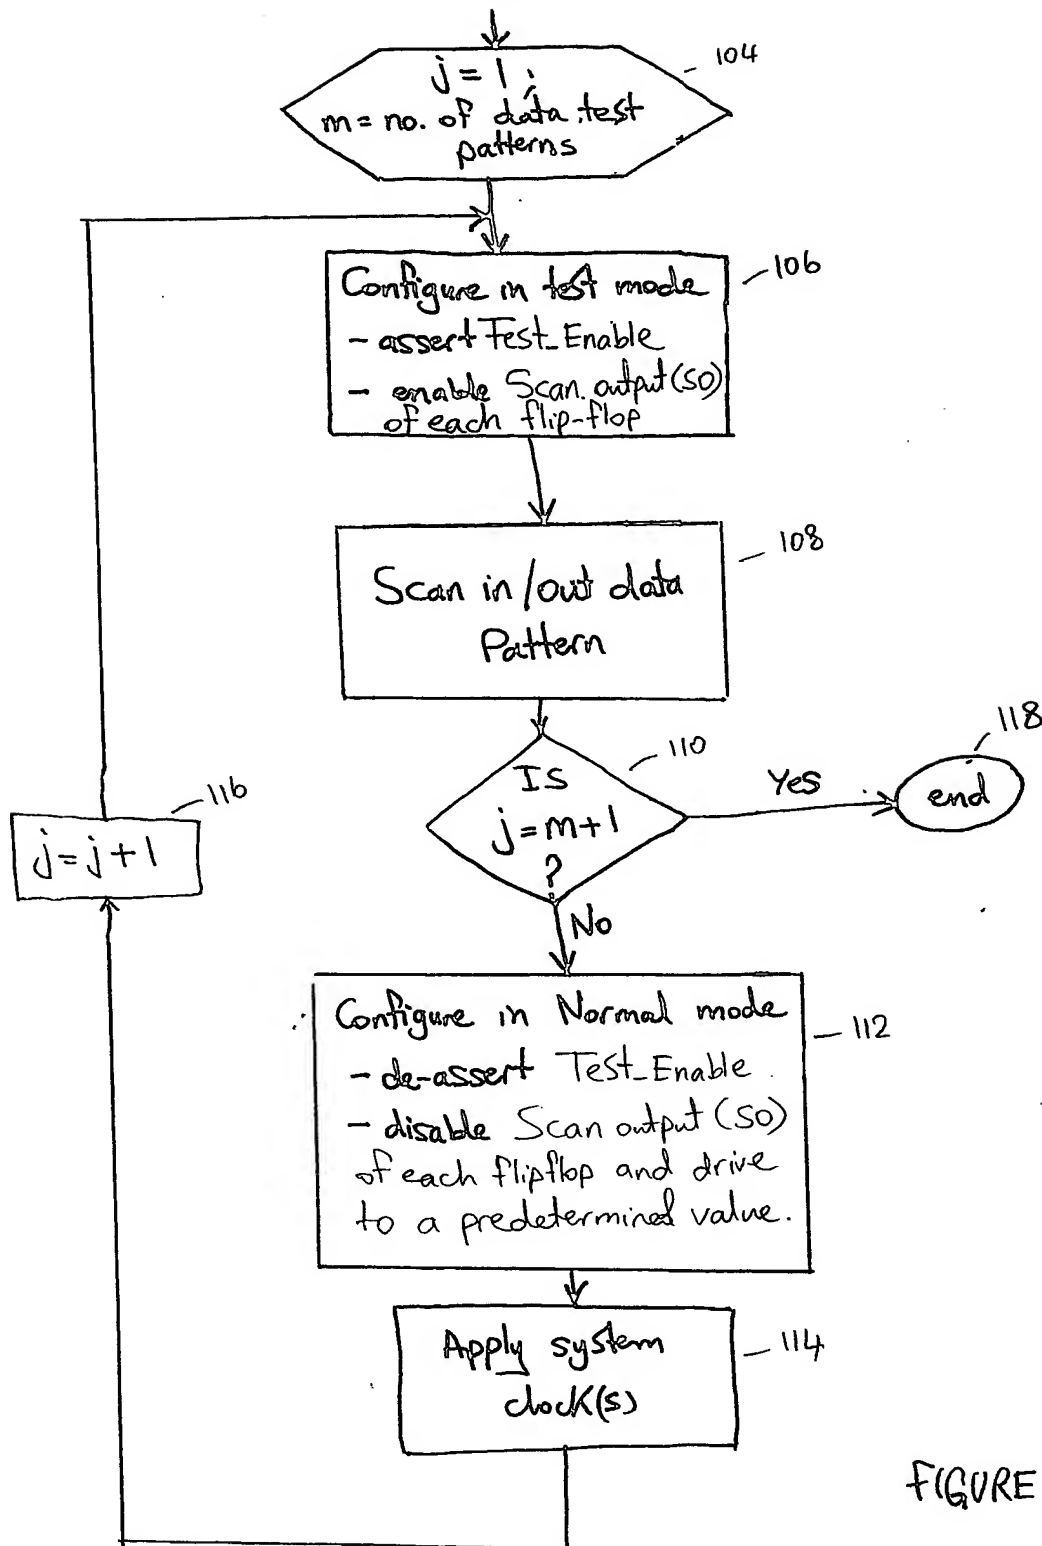 j = 1 ;
104
m = no. of data test
patterns
Configure in test mode
106
- assert Test_Enable
- enable Scan output (SO)
of each flip-flop
Scan in/out data
108
Pattern
Is
110
j = m+1
?
Yes
118
end
No
116
j = j + 1
Configure in Normal mode
112
- de-assert Test_Enable
- disable Scan output (SO)
of each flipflop and drive
to a predetermined value.
Apply system
114
clock(s)
FIGURE